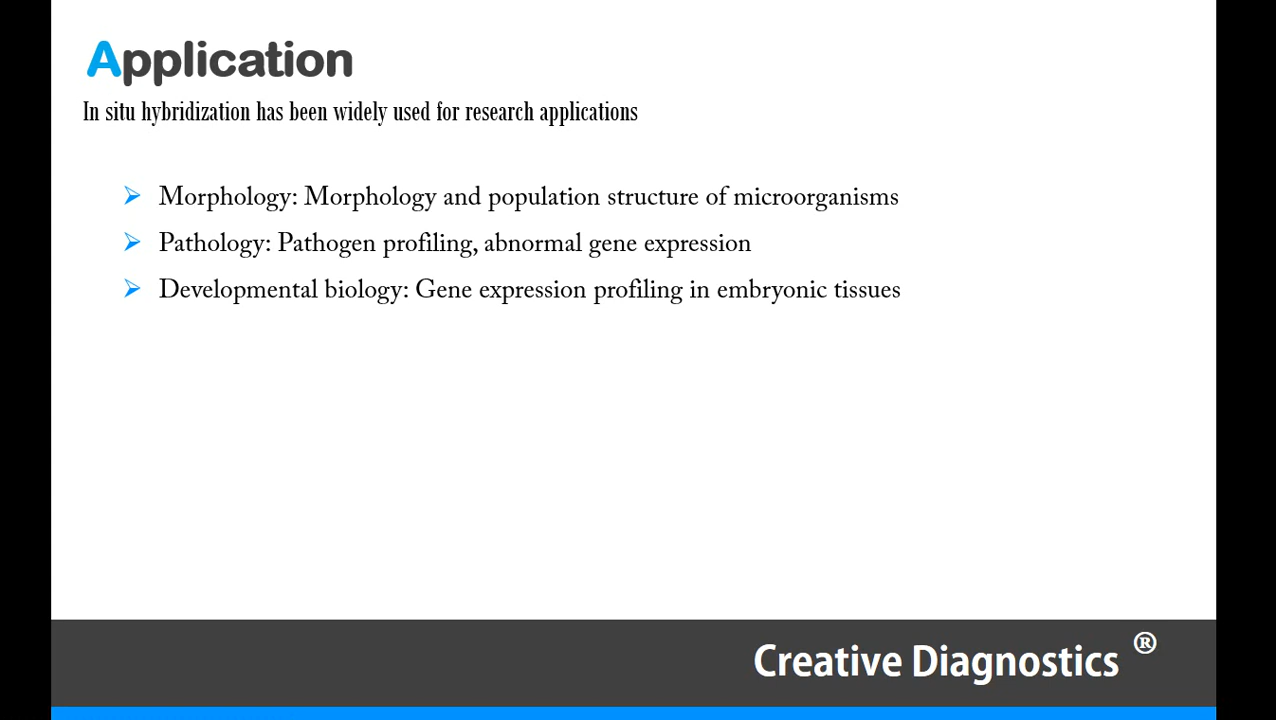 Application
In situ hybridization has been widely used for research applications
Morphology: Morphology and population structure of microorganisms
Pathology: Pathogen profiling, abnormal gene expression
Developmental biology: Gene expression profiling in embryonic tissues
Creative Diagnostics ®